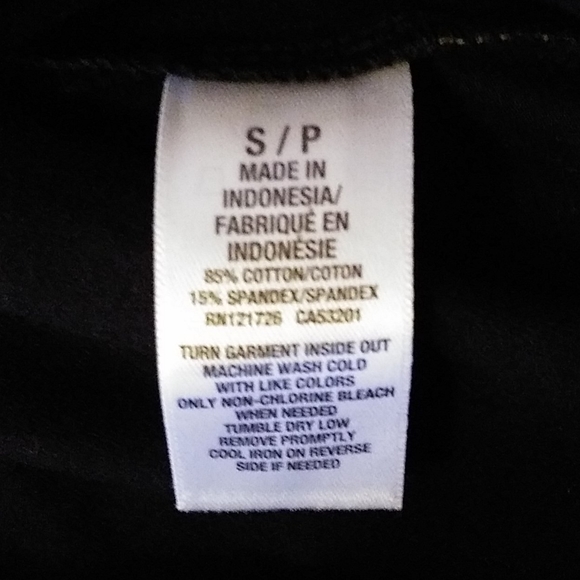 S / P
MADE IN
INDONESIA/
FABRIQUÉ EN
INDONÉSIE
85% COTTON/COTON
15% SPANDEX/SPANDEX
RN121726 CA53201
TURN GARMENT INSIDE OUT
MACHINE WASH COLD
WITH LIKE COLORS
ONLY NON-CHLORINE BLEACH
WHEN NEEDED
TUMBLE DRY LOW
REMOVE PROMPTLY
COOL IRON ON REVERSE
SIDE IF NEEDED